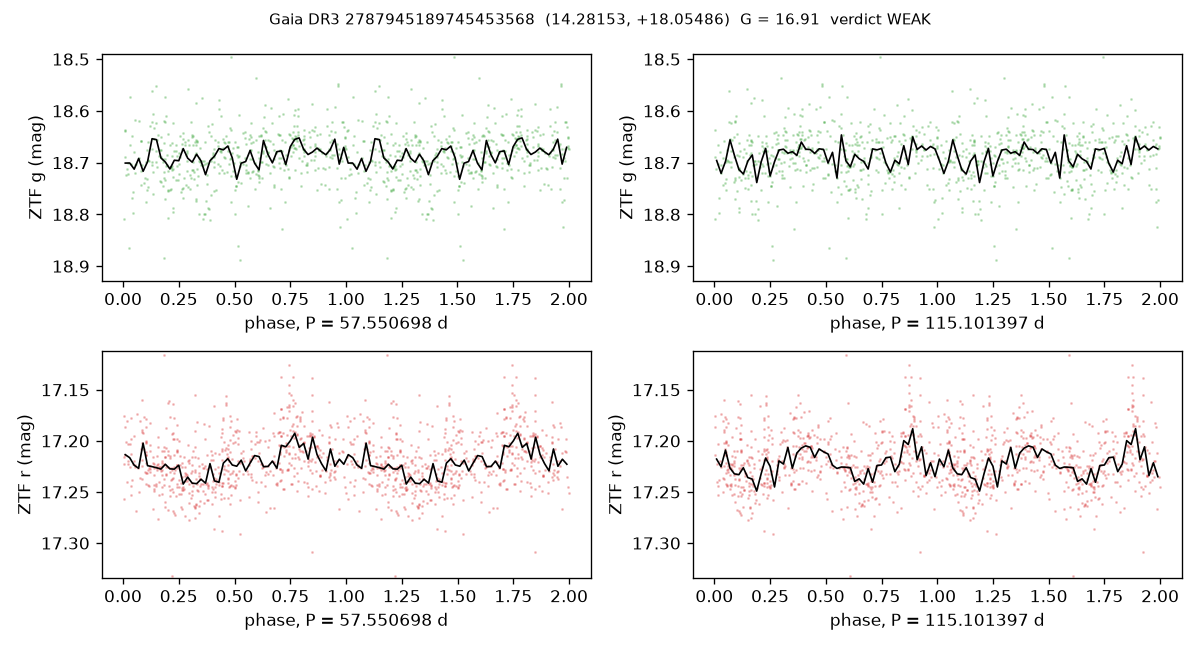 Gaia DR3 2787945189745453568 (14.28153, +18.05486) G = 16.91 verdict WEAK
ZTF g (mag)
18.5
18.6
18.7
18.8
18.9
0.00 0.25 0.50 0.75 1.00 1.25 1.50 1.75 2.00
phase, P = 57.550698 d
ZTF g (mag)
18.5
18.6
18.7
18.8
18.9
0.00 0.25 0.50 0.75 1.00 1.25 1.50 1.75 2.00
phase, P = 115.101397 d
ZTF r (mag)
17.15
17.20
17.25
17.30
0.00 0.25 0.50 0.75 1.00 1.25 1.50 1.75 2.00
phase, P = 57.550698 d
ZTF r (mag)
17.15
17.20
17.25
17.30
0.00 0.25 0.50 0.75 1.00 1.25 1.50 1.75 2.00
phase, P = 115.101397 d